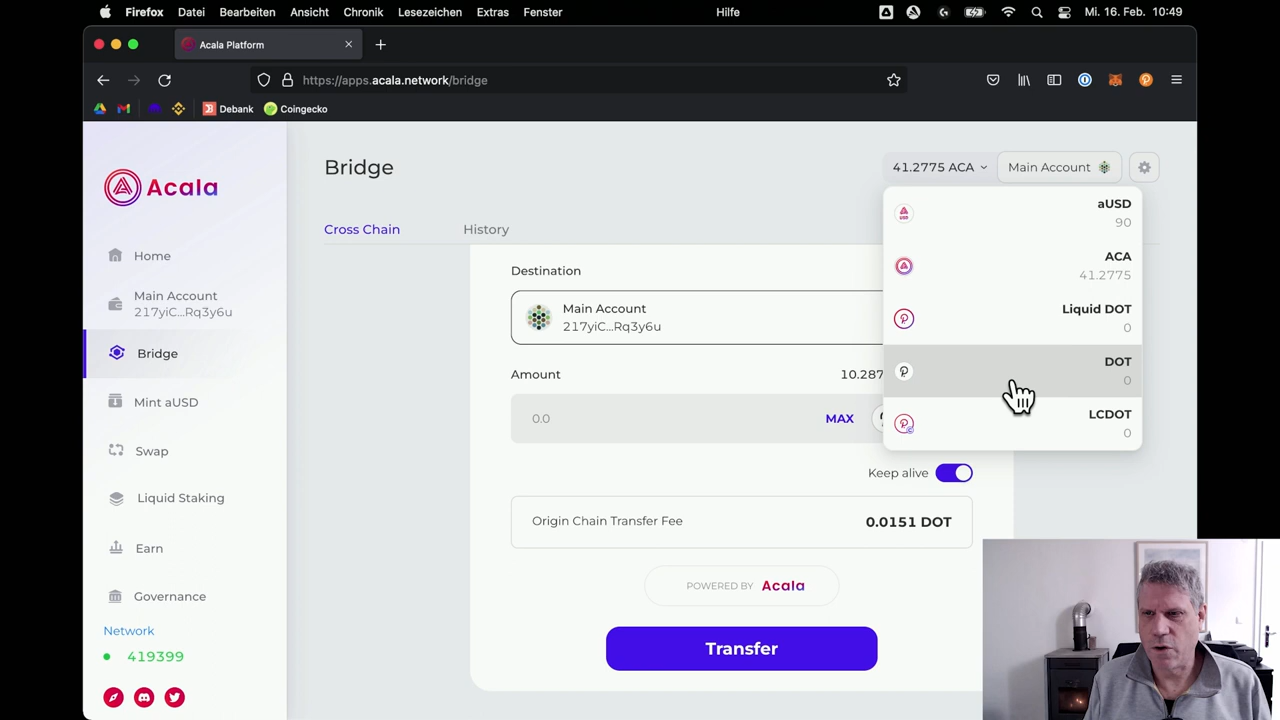 Firefox Datei Bearbeiten Ansicht Chronik Lesezeichen Extras Fenster Hilfe Mi. 16. Feb. 10:49
Acala Platform
https://apps.acala.network/bridge
Debank Coingecko
Acala
Home
Main Account
217yiC...Rq3y6u
Bridge
Mint aUSD
Swap
Liquid Staking
Earn
Governance
Network
419399
Bridge
41.2775 ACA Main Account
Cross Chain History
Destination
Main Account
217yiC...Rq3y6u
Amount 10.287
0.0 MAX
Keep alive
Origin Chain Transfer Fee 0.0151 DOT
POWERED BY Acala
Transfer
aUSD
90
ACA
41.2775
Liquid DOT
0
DOT
0
LCDOT
0